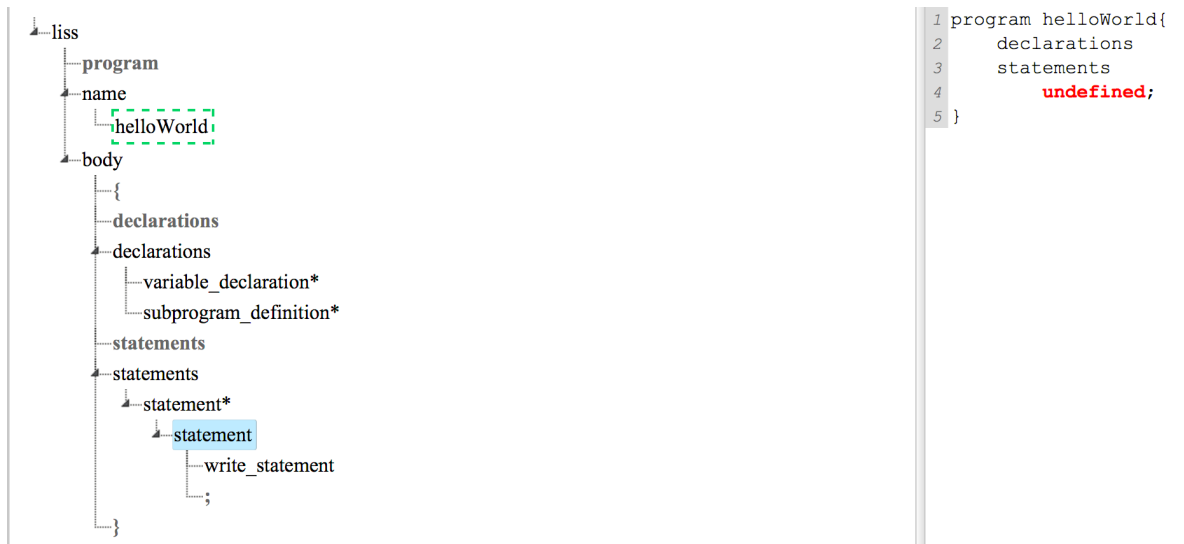 liss
program
name
helloWorld
body
{
declarations
declarations
variable_declaration*
subprogram_definition*
statements
statements
statement*
statement
write_statement
;
}
1 program helloWorld{
2 declarations
3 statements
4 undefined;
5 }